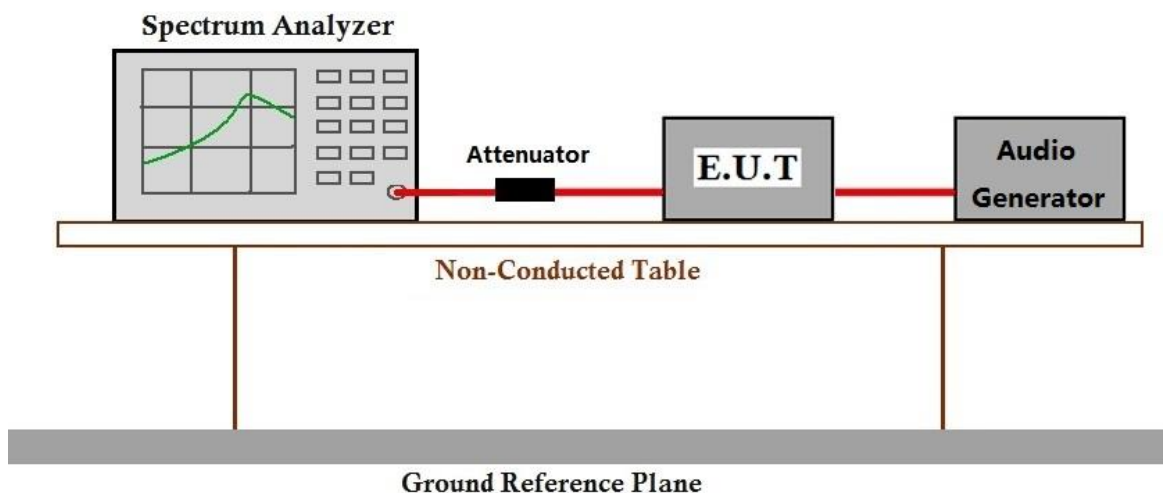 Spectrum Analyzer
Attenuator
E.U.T
Audio
Generator
Non-Conducted Table
Ground Reference Plane